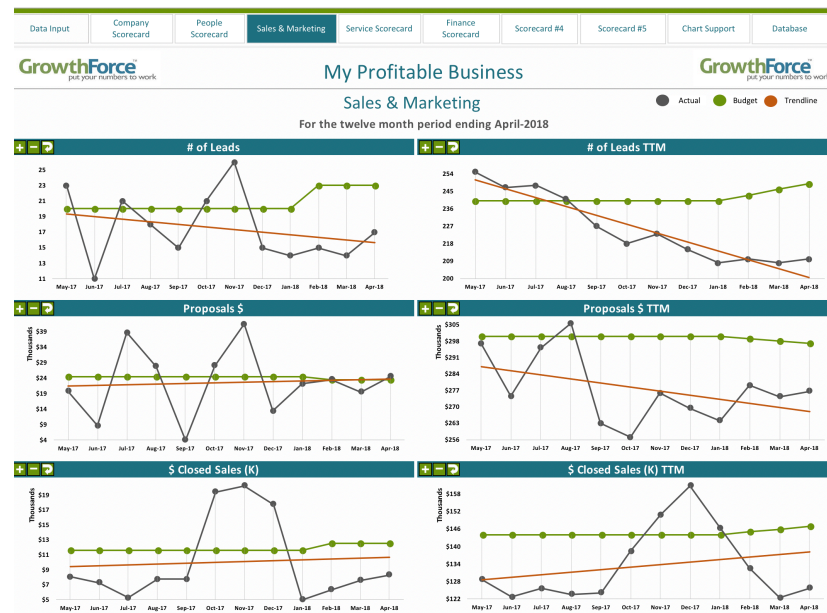 Data Input
Company Scorecard
People Scorecard
Sales & Marketing
Service Scorecard
Finance Scorecard
Scorecard #4
Scorecard #5
Chart Support
Database
GrowthForce™
put your numbers to work
My Profitable Business
GrowthForce
put your numbers to work
Sales & Marketing
Actual Budget Trendline
For the twelve month period ending April-2018
# of Leads
25
23
21
19
17
15
13
11
May-17 Jun-17 Jul-17 Aug-17 Sep-17 Oct-17 Nov-17 Dec-17 Jan-18 Feb-18 Mar-18 Apr-18
# of Leads TTM
254
245
236
227
218
209
200
May-17 Jun-17 Jul-17 Aug-17 Sep-17 Oct-17 Nov-17 Dec-17 Jan-18 Feb-18 Mar-18 Apr-18
Proposals $
Thousands
$39
$34
$29
$24
$19
$14
$9
$4
May-17 Jun-17 Jul-17 Aug-17 Sep-17 Oct-17 Nov-17 Dec-17 Jan-18 Feb-18 Mar-18 Apr-18
Proposals $ TTM
Thousands
$305
$298
$291
$284
$277
$270
$263
$256
May-17 Jun-17 Jul-17 Aug-17 Sep-17 Oct-17 Nov-17 Dec-17 Jan-18 Feb-18 Mar-18 Apr-18
$ Closed Sales (K)
Thousands
$19
$17
$15
$13
$11
$9
$7
$5
May-17 Jun-17 Jul-17 Aug-17 Sep-17 Oct-17 Nov-17 Dec-17 Jan-18 Feb-18 Mar-18 Apr-18
$ Closed Sales (K) TTM
Thousands
$158
$152
$146
$140
$134
$128
$122
May-17 Jun-17 Jul-17 Aug-17 Sep-17 Oct-17 Nov-17 Dec-17 Jan-18 Feb-18 Mar-18 Apr-18